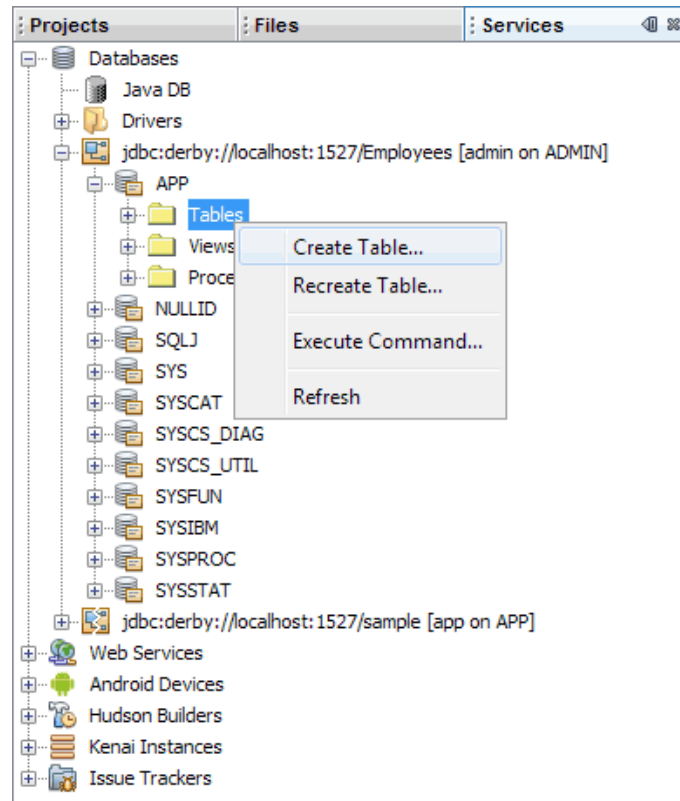 Projects Files Services
Databases
Java DB
Drivers
jdbc:derby://localhost:1527/Employees [admin on ADMIN]
APP
Tables
Views
Proce
Create Table...
Recreate Table...
Execute Command...
Refresh
NULLID
SQLJ
SYS
SYSCAT
SYSCS_DIAG
SYSCS_UTIL
SYSFUN
SYSIBM
SYSPROC
SYSSTAT
jdbc:derby://localhost:1527/sample [app on APP]
Web Services
Android Devices
Hudson Builders
Kenai Instances
Issue Trackers